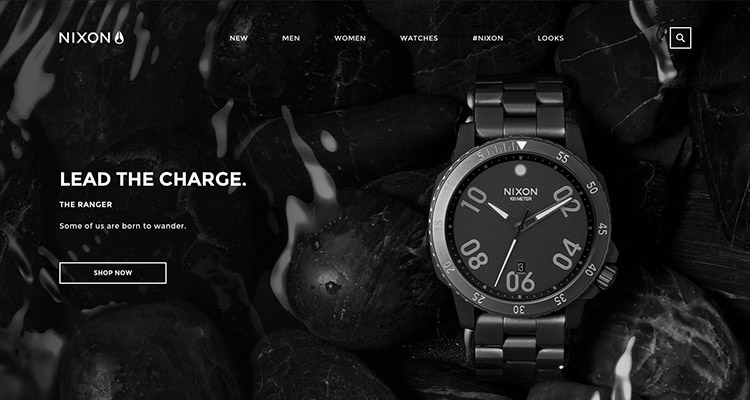 NIXON
NEW
MEN
WOMEN
WATCHES
#NIXON
LOOKS
LEAD THE CHARGE.
THE RANGER
Some of us are born to wander.
SHOP NOW
NIXON
100 METER
10
02
04
06
08
5
55
50
45
40
35
30
25
20
15
10